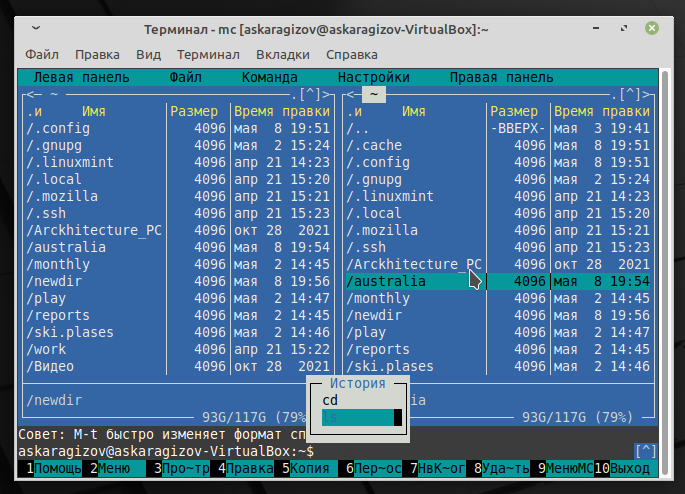 Терминал - mc [askaragizov@askaragizov-VirtualBox]:~
Файл Правка Вид Терминал Вкладки Справка
Левая панель Файл Команда Настройки Правая панель
<─ ~ .[^]> <─ ~ .[^]>
.и Имя Размер Время правки .и Имя Размер Время правки
/.config 4096 мая 8 19:51 /.. -ВВЕРХ- мая 3 19:41
/.gnupg 4096 мая 2 15:24 /.cache 4096 мая 8 19:51
/.linuxmint 4096 апр 21 14:23 /.config 4096 мая 8 19:51
/.local 4096 апр 21 15:20 /.gnupg 4096 мая 2 15:24
/.mozilla 4096 апр 21 15:21 /.linuxmint 4096 апр 21 14:23
/.ssh 4096 апр 21 15:23 /.local 4096 апр 21 15:20
/Arckhitecture_PC 4096 окт 28 2021 /.mozilla 4096 апр 21 15:21
/australia 4096 мая 8 19:54 /.ssh 4096 апр 21 15:23
/monthly 4096 мая 2 14:45 /Arckhitecture_PC 4096 окт 28 2021
/newdir 4096 мая 8 19:56 /australia 4096 мая 8 19:54
/play 4096 мая 2 14:47 /monthly 4096 мая 2 14:45
/reports 4096 мая 2 14:45 /newdir 4096 мая 8 19:56
/ski.plases 4096 мая 2 14:46 /play 4096 мая 2 14:47
/work 4096 апр 21 15:22 /reports 4096 мая 2 14:45
/Видео 4096 окт 28 2021 /ski.plases 4096 мая 2 14:46
История
/newdir cd ia
ls
93G/117G (79% 93G/117G (79%)
Совет: M-t быстро изменяет формат сп
askaragizov@askaragizov-VirtualBox:~$ [^]
1Помощь 2Меню 3Про~тр 4Правка 5Копия 6Пер~ос 7НвК~ог 8Уда~ть 9МенюМС 10Выход